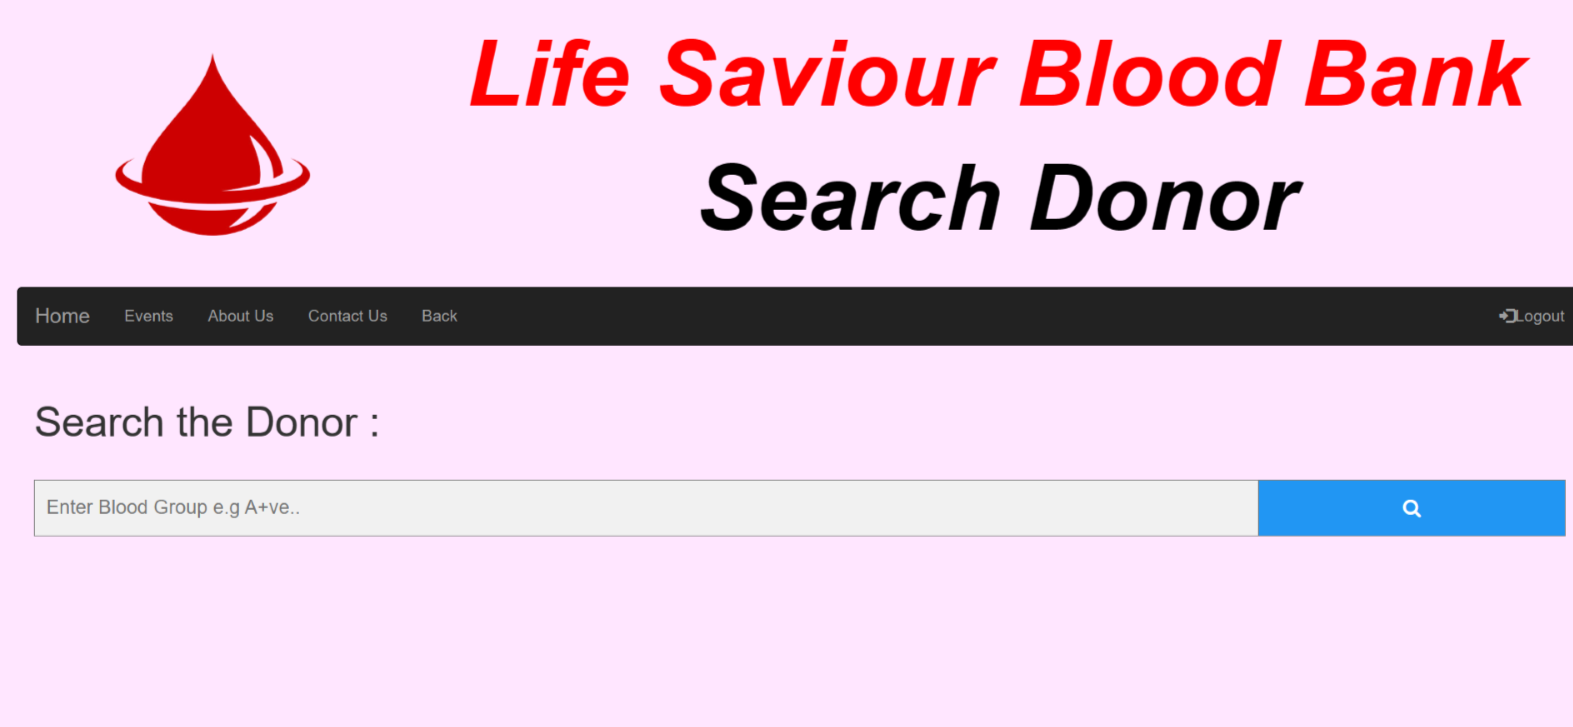 Life Saviour Blood Bank
Search Donor
Home Events About Us Contact Us Back Logout
Search the Donor :
Enter Blood Group e.g A+ve..